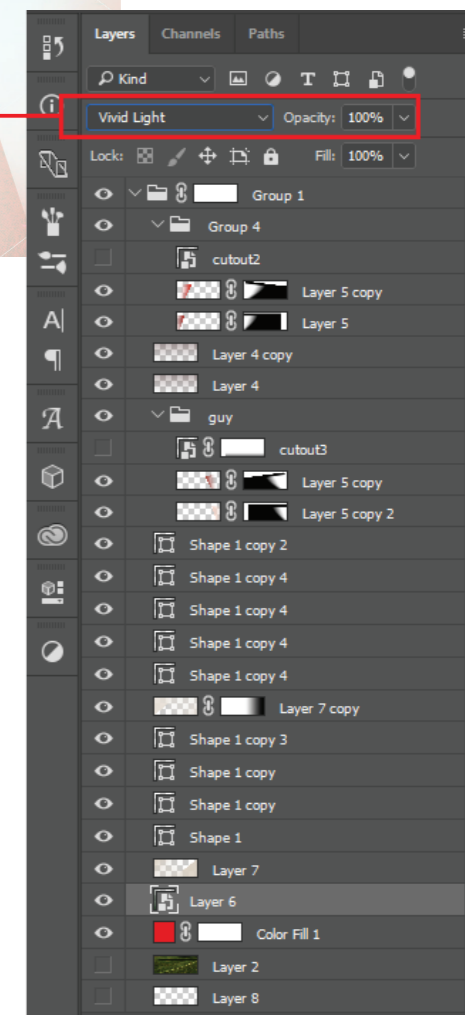 Layers Channels Paths
Kind
Vivid Light Opacity: 100%
Lock: Fill: 100%
Group 1
Group 4
cutout2
Layer 5 copy
Layer 5
Layer 4 copy
Layer 4
guy
cutout3
Layer 5 copy
Layer 5 copy 2
Shape 1 copy 2
Shape 1 copy 4
Shape 1 copy 4
Shape 1 copy 4
Shape 1 copy 4
Layer 7 copy
Shape 1 copy 3
Shape 1 copy
Shape 1 copy
Shape 1
Layer 7
Layer 6
Color Fill 1
Layer 2
Layer 8